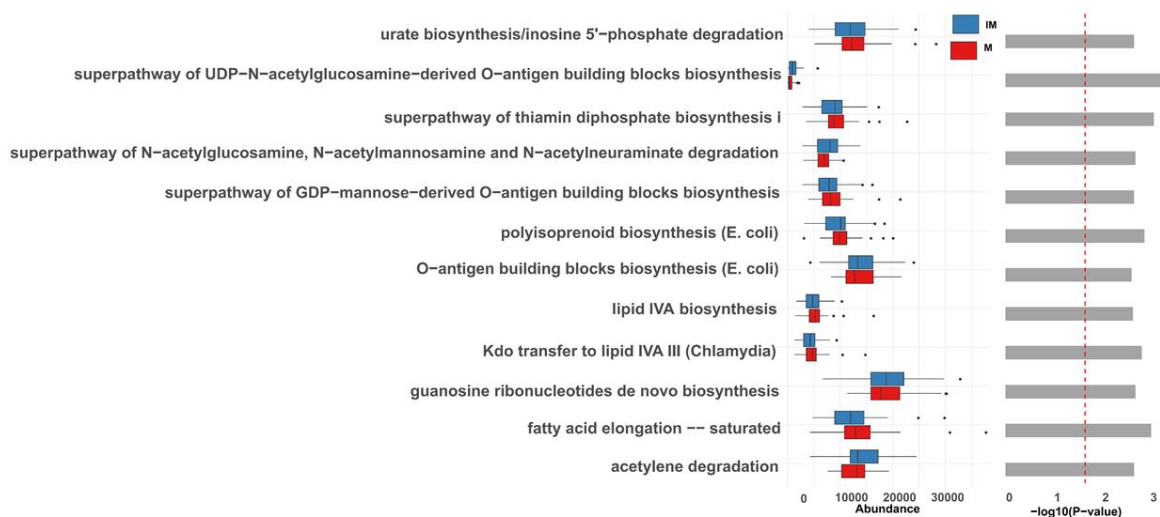 urate biosynthesis/inosine 5'−phosphate degradation
IM
M
superpathway of UDP−N−acetylglucosamine−derived O−antigen building blocks biosynthesis
superpathway of thiamin diphosphate biosynthesis i
superpathway of N−acetylglucosamine, N−acetylmannosamine and N−acetylneuraminate degradation
superpathway of GDP−mannose−derived O−antigen building blocks biosynthesis
polyisoprenoid biosynthesis (E. coli)
O−antigen building blocks biosynthesis (E. coli)
lipid IVA biosynthesis
Kdo transfer to lipid IVA III (Chlamydia)
guanosine ribonucleotides de novo biosynthesis
fatty acid elongation −− saturated
acetylene degradation
0 10000 20000 30000
Abundance
0 1 2 3
−log10(P−value)